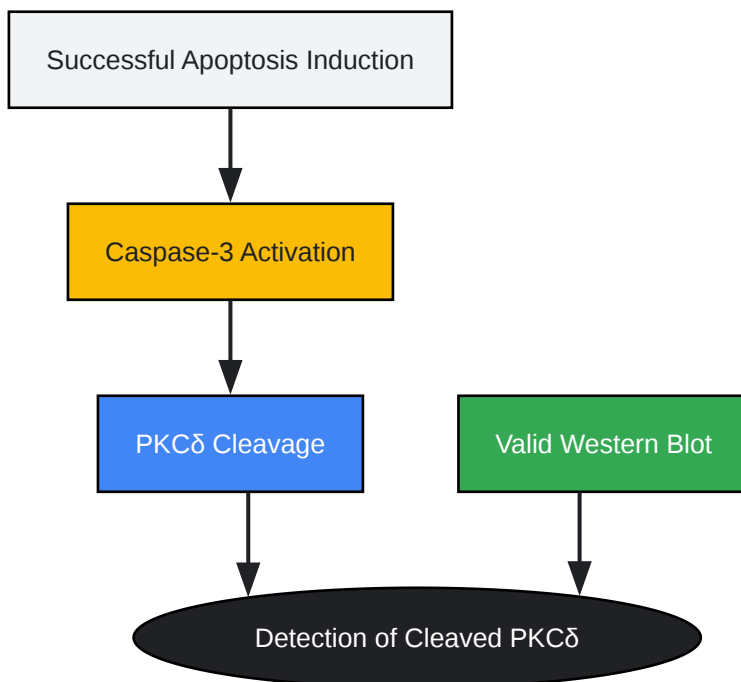 Successful Apoptosis Induction
Caspase-3 Activation
PKCδ Cleavage
Valid Western Blot
Detection of Cleaved PKCδ